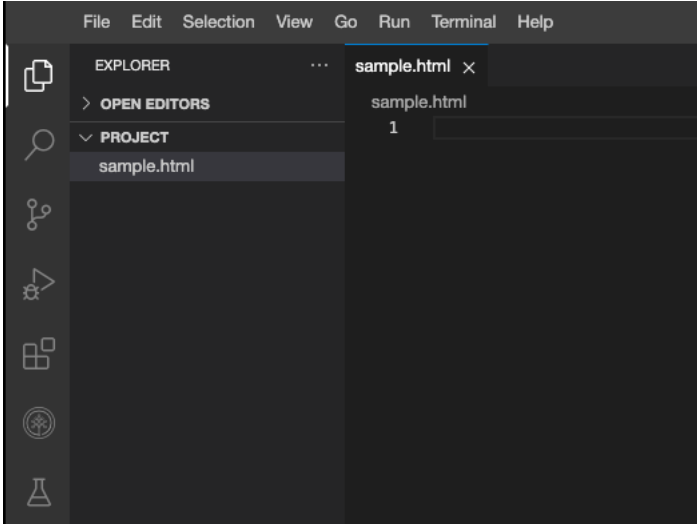 File Edit Selection View Go Run Terminal Help
EXPLORER ···
OPEN EDITORS
PROJECT
sample.html
sample.html ×
sample.html
1